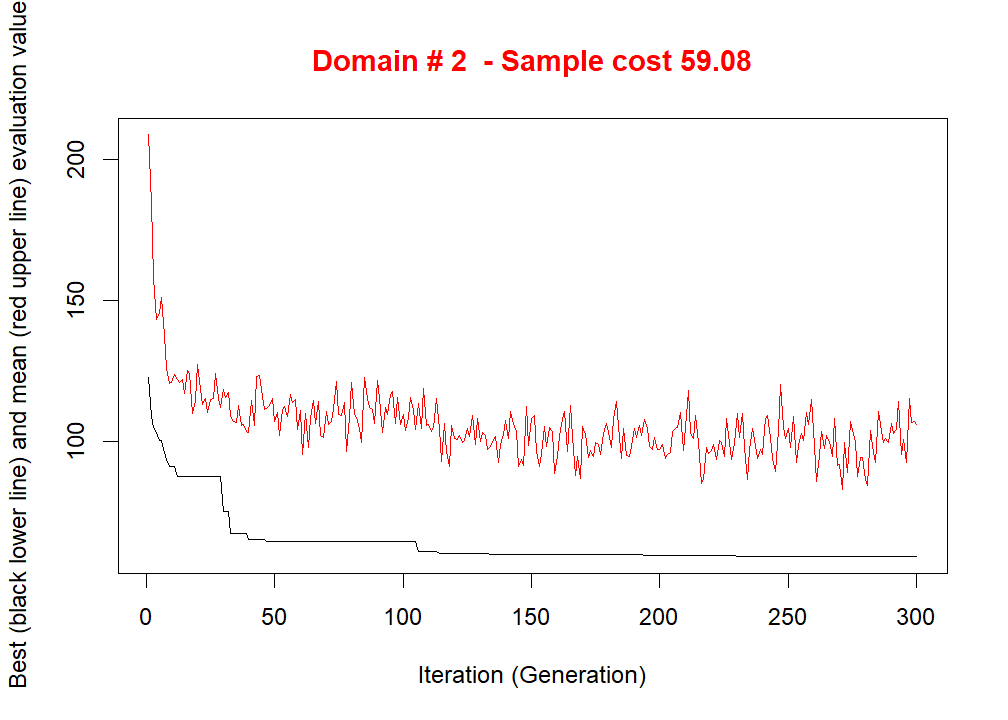 Domain # 2  - Sample cost 59.08
Best (black lower line) and mean (red upper line) evaluation value
200
150
100
0 50 100 150 200 250 300
Iteration (Generation)